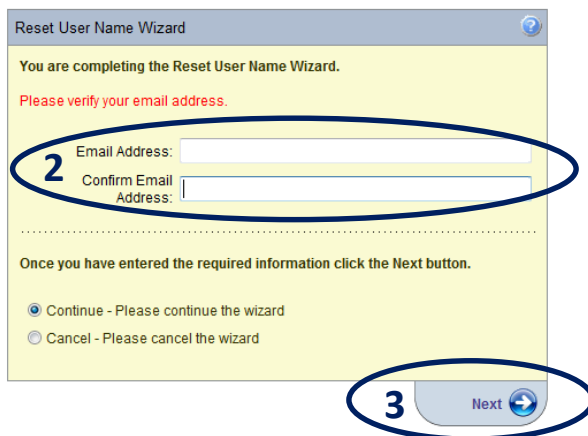 Reset User Name Wizard
You are completing the Reset User Name Wizard.
Please verify your email address.
2
Email Address:
Confirm Email
Address:
Once you have entered the required information click the Next button.
Continue - Please continue the wizard
Cancel - Please cancel the wizard
3
Next